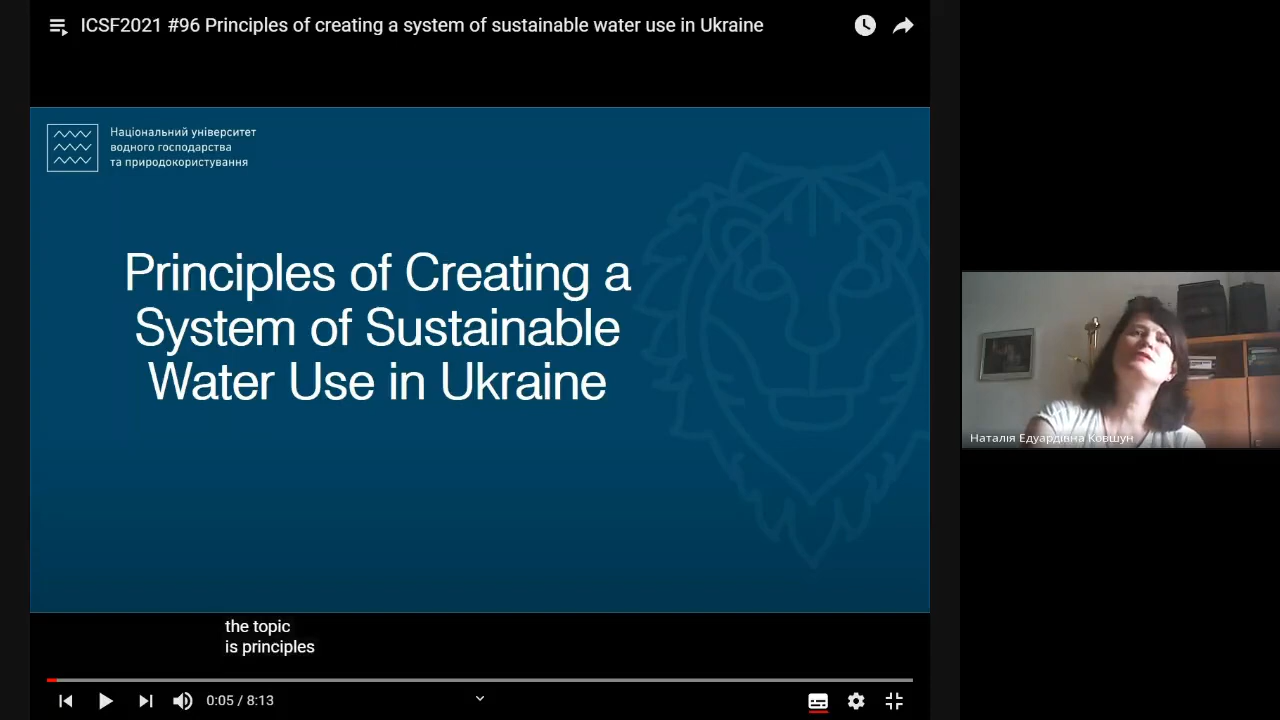 ICSF2021 #96 Principles of creating a system of sustainable water use in Ukraine
Національний університет
водного господарства
та природокористування
Principles of Creating a
System of Sustainable
Water Use in Ukraine
Наталія Едуардівна Ковшун
the topic
is principles
0:05 / 8:13